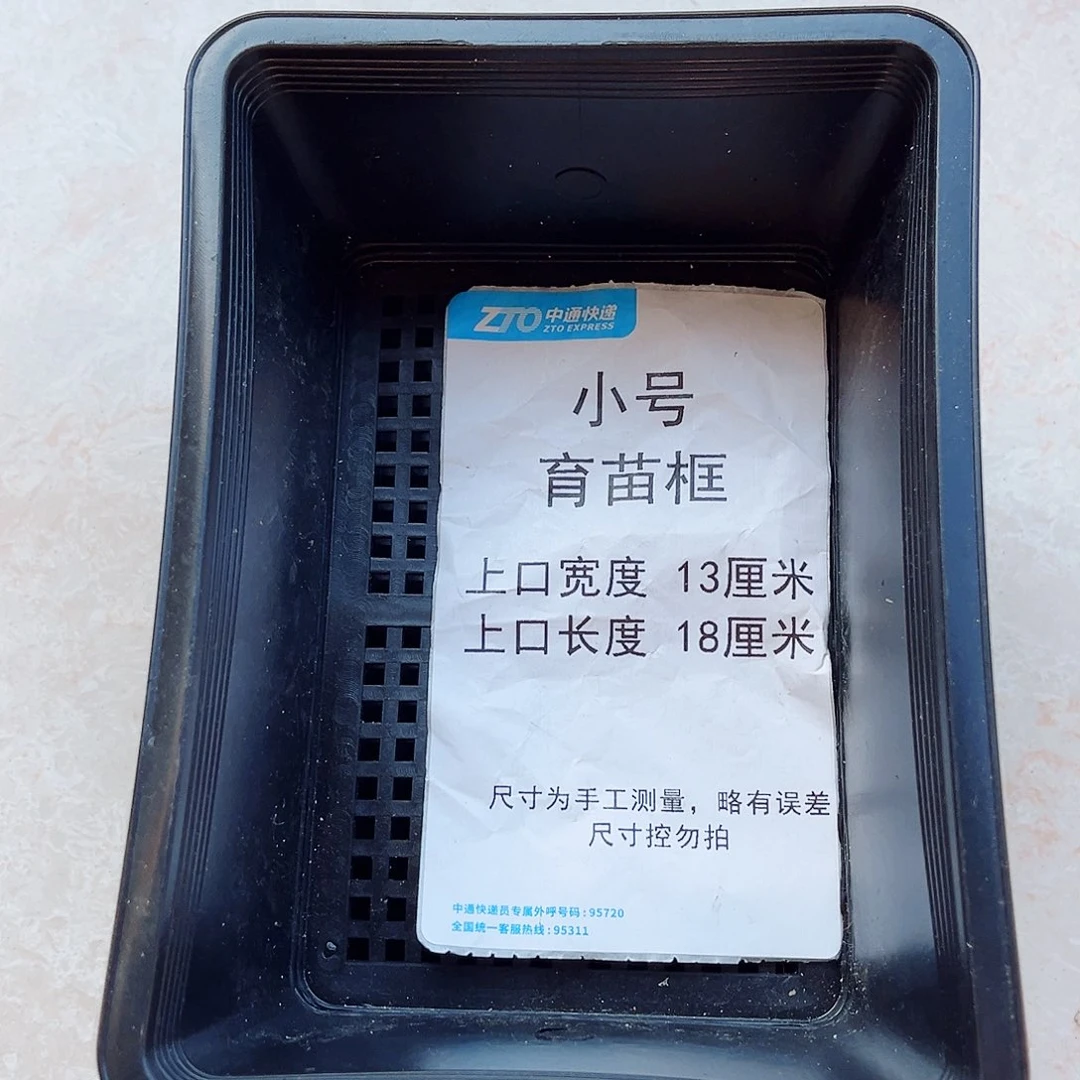 ZTO 中通快递
ZTO EXPRESS
小号
育苗框
上口宽度 13厘米
上口长度 18厘米
尺寸为手工测量，略有误差
尺寸控勿拍
中通快递员专属外呼号码：95720
全国统一客服热线：95311